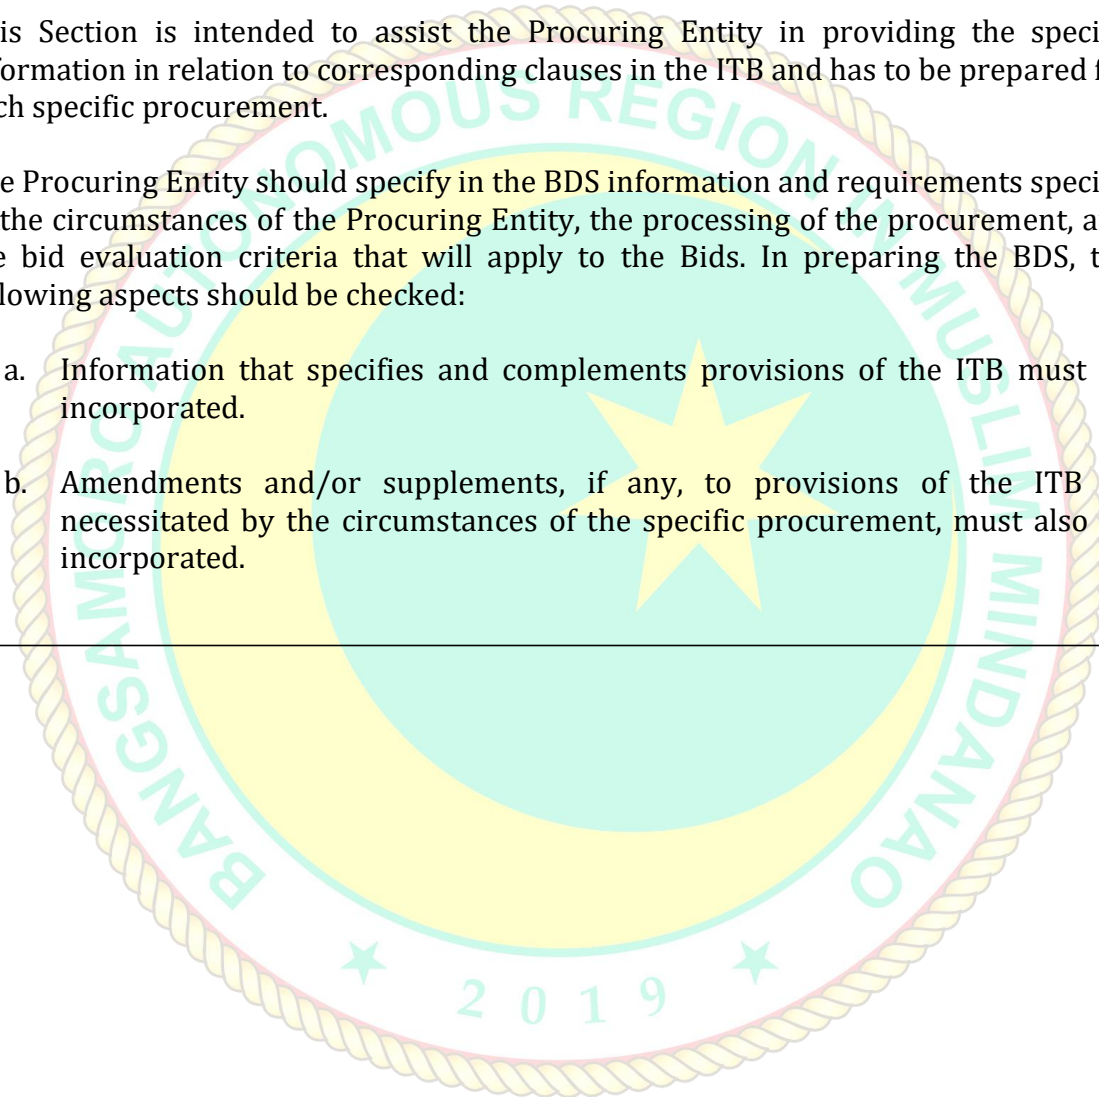 is Section is intended to assist the Procuring Entity in providing the speci
formation in relation to corresponding clauses in the ITB and has to be prepared f
ch specific procurement.
e Procuring Entity should specify in the BDS information and requirements speci
the circumstances of the Procuring Entity, the processing of the procurement, a
e bid evaluation criteria that will apply to the Bids. In preparing the BDS, t
llowing aspects should be checked:
a. Information that specifies and complements provisions of the ITB must
incorporated.
b. Amendments and/or supplements, if any, to provisions of the ITB
necessitated by the circumstances of the specific procurement, must also
incorporated.
BANGSAMORO AUTONOMOUS REGION IN MUSLIM MINDANAO
2019